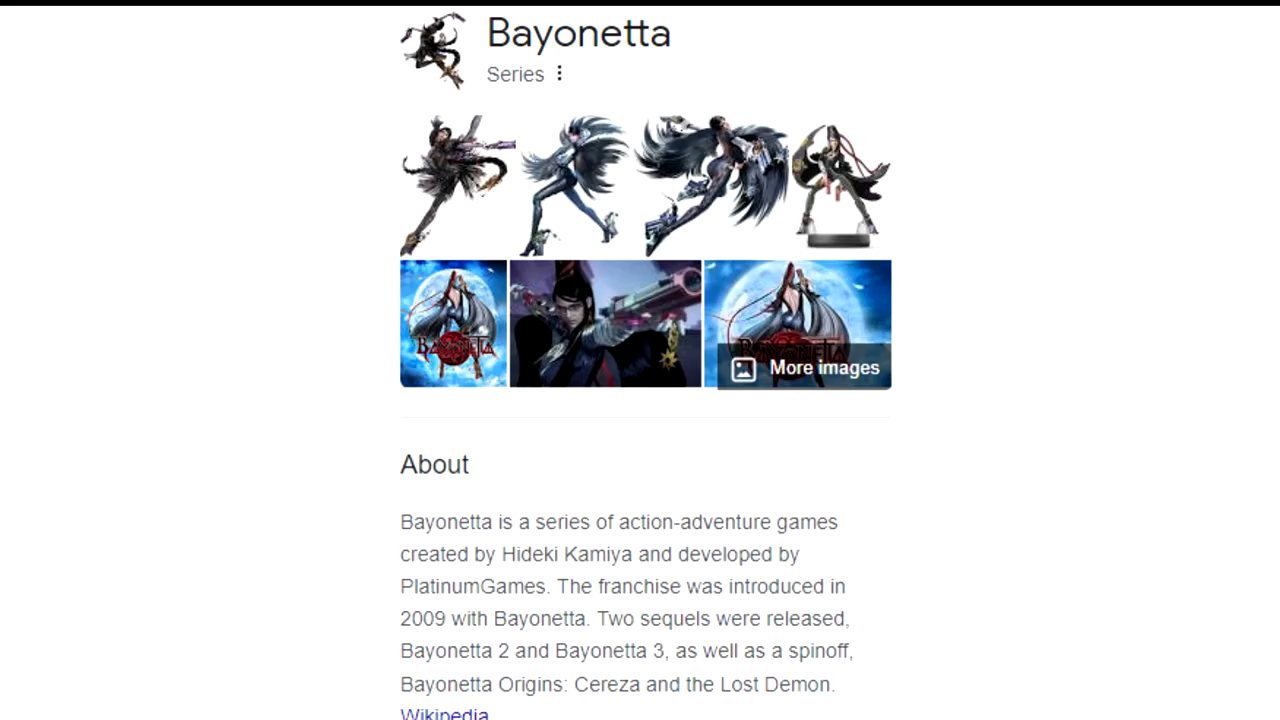 Bayonetta
Series
BAYONETTA
BAYONETTA
More images
About
Bayonetta is a series of action-adventure games
created by Hideki Kamiya and developed by
PlatinumGames. The franchise was introduced in
2009 with Bayonetta. Two sequels were released,
Bayonetta 2 and Bayonetta 3, as well as a spinoff,
Bayonetta Origins: Cereza and the Lost Demon.
Wikipedia